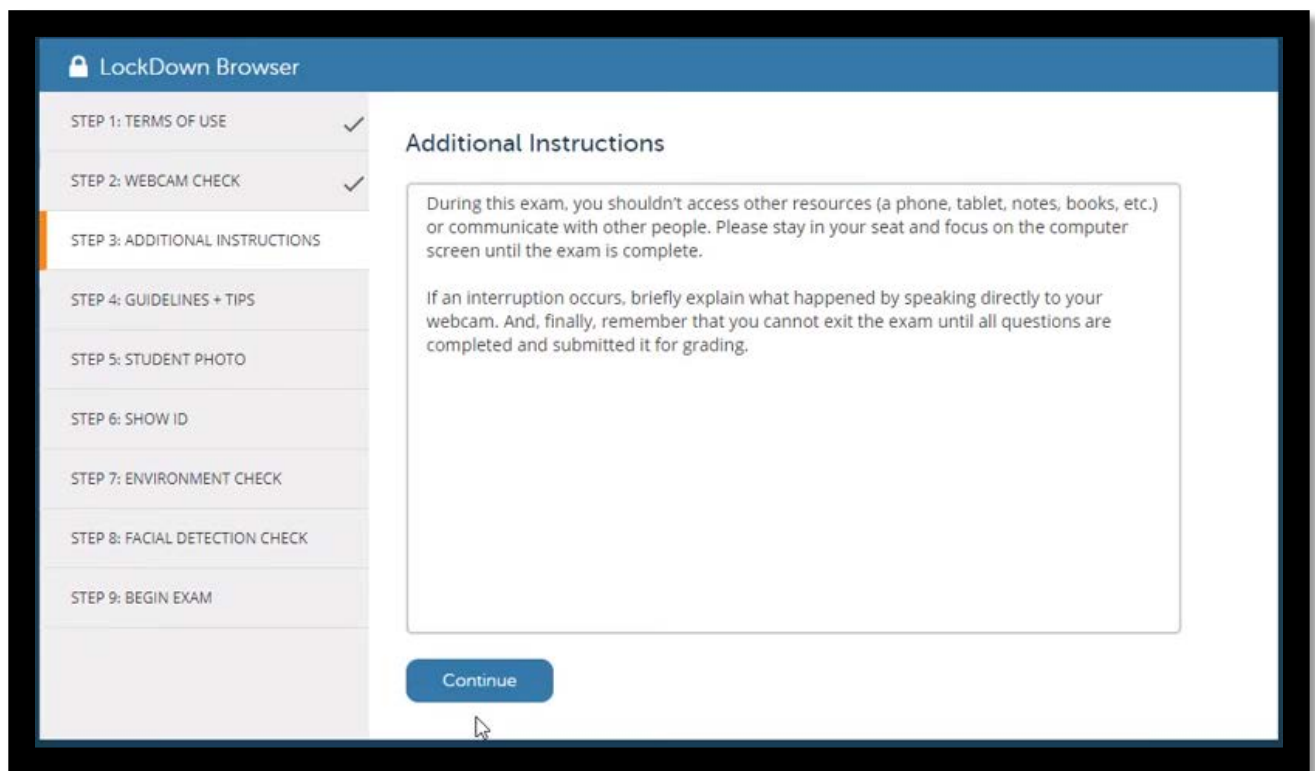 LockDown Browser
STEP 1: TERMS OF USE
STEP 2: WEBCAM CHECK
STEP 3: ADDITIONAL INSTRUCTIONS
STEP 4: GUIDELINES + TIPS
STEP 5: STUDENT PHOTO
STEP 6: SHOW ID
STEP 7: ENVIRONMENT CHECK
STEP 8: FACIAL DETECTION CHECK
STEP 9: BEGIN EXAM
Additional Instructions
During this exam, you shouldn't access other resources (a phone, tablet, notes, books, etc.)
or communicate with other people. Please stay in your seat and focus on the computer
screen until the exam is complete.
If an interruption occurs, briefly explain what happened by speaking directly to your
webcam. And, finally, remember that you cannot exit the exam until all questions are
completed and submitted it for grading.
Continue